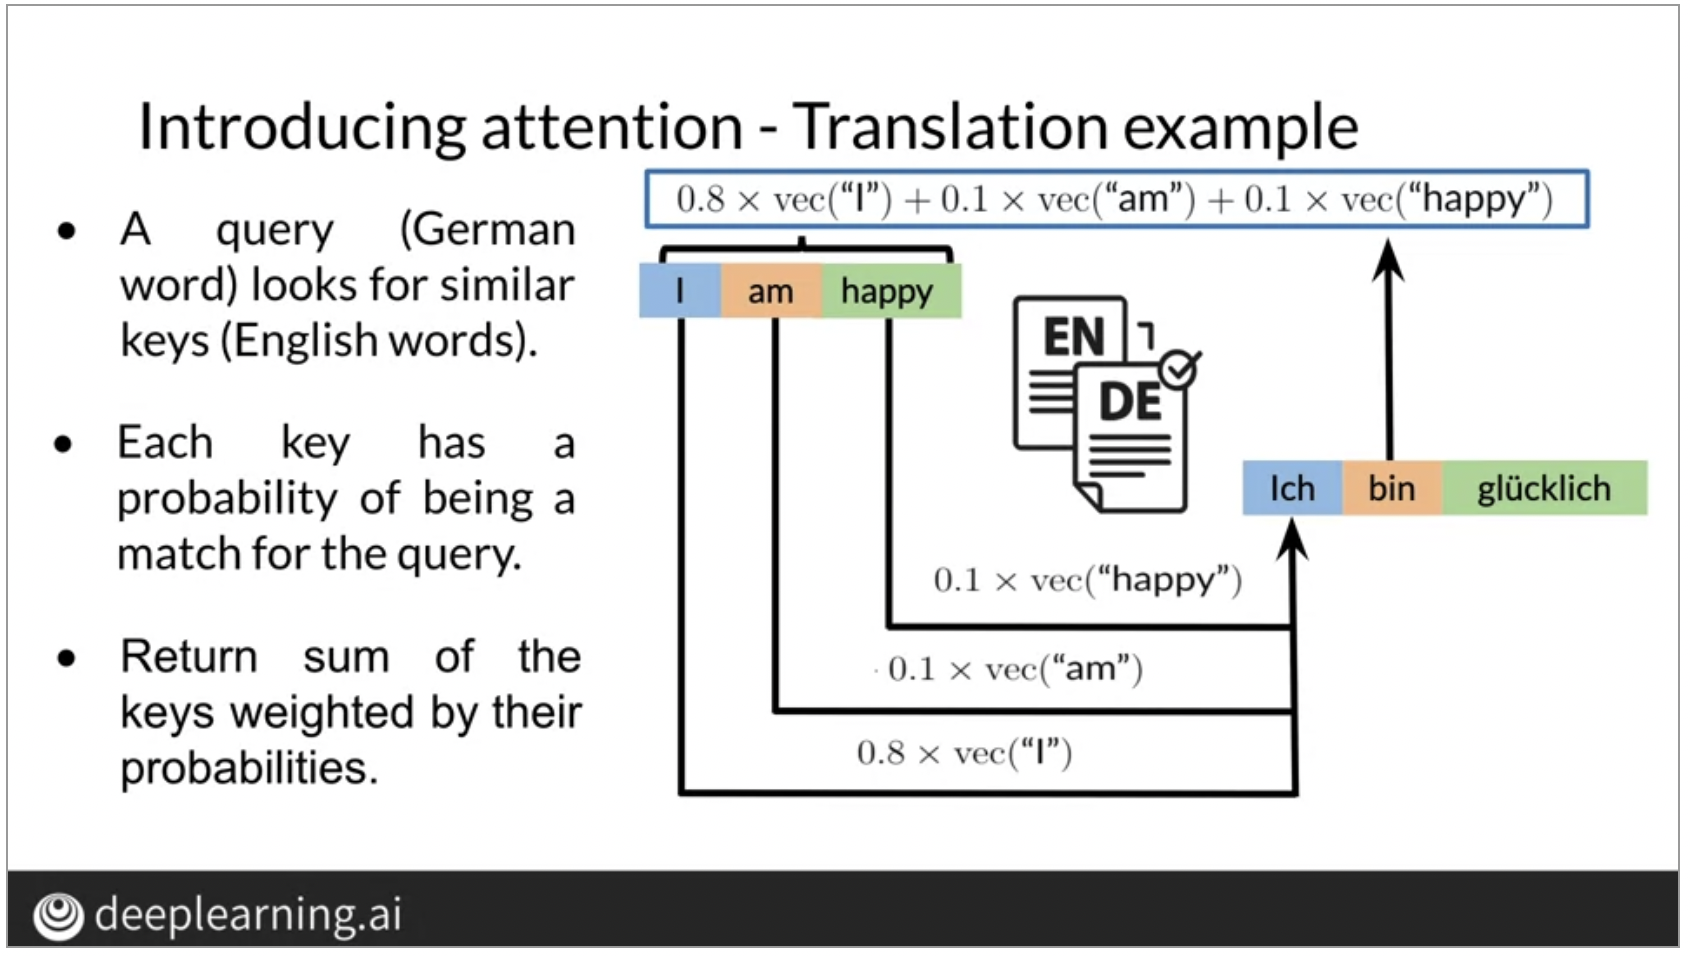 Introducing attention - Translation example
A query (German
word) looks for similar
keys (English words).
Each key has a
probability of being a
match for the query.
Return sum of the
keys weighted by their
probabilities.
0.8 × vec(“I”) + 0.1 × vec(“am”) + 0.1 × vec(“happy”)
I am happy
EN
DE
Ich bin glücklich
0.1 × vec(“happy”)
0.1 × vec(“am”)
0.8 × vec(“I”)
deeplearning.ai